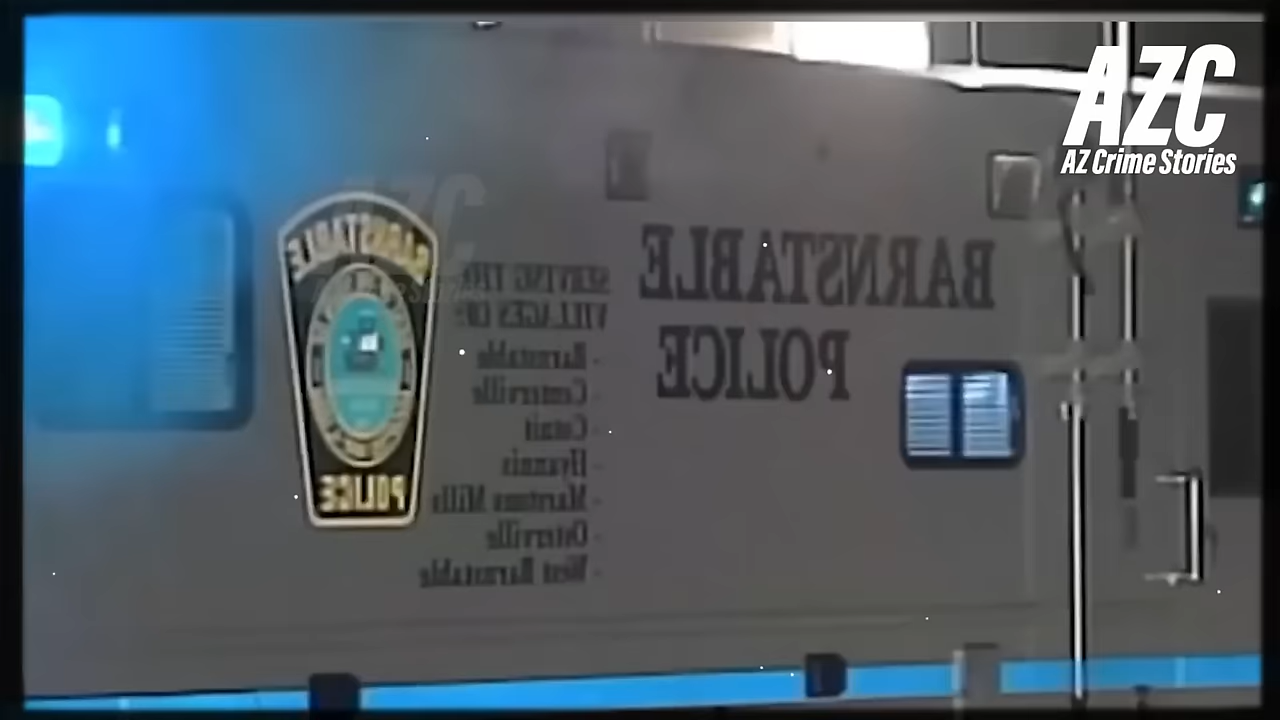 AZC
AZ Crime Stories
BARNSTABLE
POLICE
BARNSTABLE
POLICE
SERVING THE
VILLAGES OF:
- Barnstable
- Centerville
- Cotuit
- Hyannis
- Marstons Mills
- Osterville
- West Barnstable